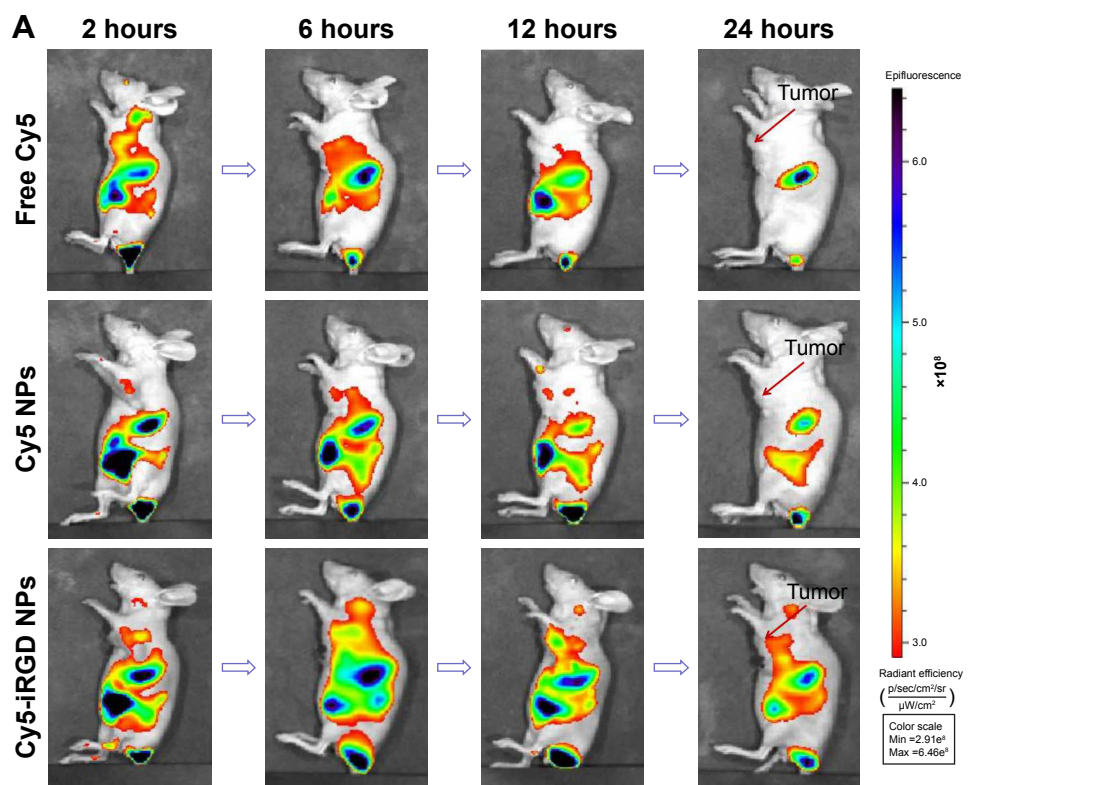 A
2 hours
6 hours
12 hours
24 hours
Free Cy5
Tumor
Cy5 NPs
Tumor
Cy5-iRGD NPs
Tumor
Epifluorescence
6.0
5.0
×10⁸
4.0
3.0
Radiant efficiency
(p/sec/cm²/sr
μW/cm²)
Color scale
Min =2.91e⁸
Max =6.46e⁸